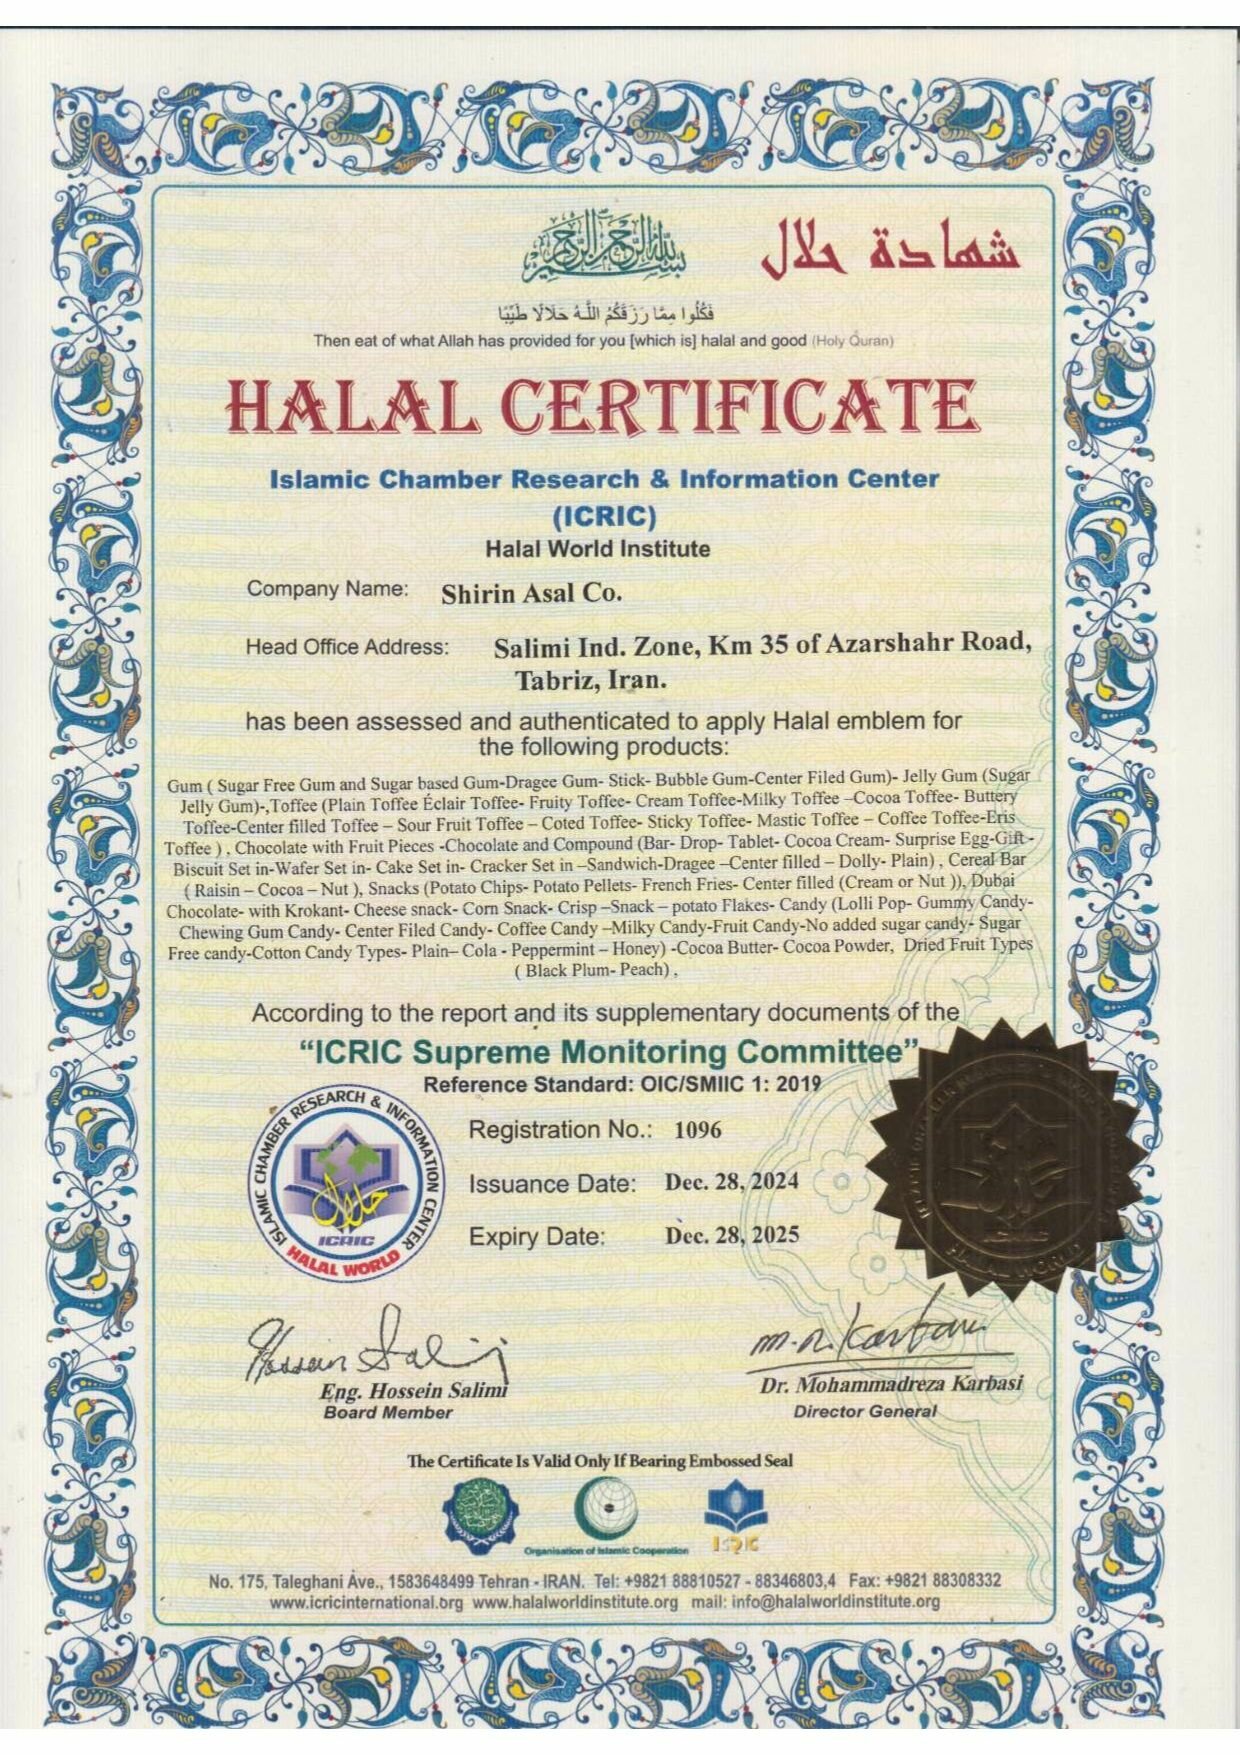 بسم الله الرحمن الرحيم
شهادة حلال
فَكُلُوا مِمَّا رَزَقَكُمُ اللَّهُ حَلَالًا طَيِّبًا
Then eat of what Allah has provided for you [which is] halal and good (Holy Quran)
HALAL CERTIFICATE
Islamic Chamber Research & Information Center
(ICRIC)
Halal World Institute
Company Name: Shirin Asal Co.
Head Office Address: Salimi Ind. Zone, Km 35 of Azarshahr Road,
Tabriz, Iran.
has been assessed and authenticated to apply Halal emblem for
the following products:
Gum ( Sugar Free Gum and Sugar based Gum-Dragee Gum- Stick- Bubble Gum-Center Filed Gum)- Jelly Gum (Sugar
Jelly Gum)-,Toffee (Plain Toffee Éclair Toffee- Fruity Toffee- Cream Toffee-Milky Toffee –Cocoa Toffee- Buttery
Toffee-Center filled Toffee – Sour Fruit Toffee – Coted Toffee- Sticky Toffee- Mastic Toffee – Coffee Toffee-Eris
Toffee ) , Chocolate with Fruit Pieces -Chocolate and Compound (Bar- Drop- Tablet- Cocoa Cream- Surprise Egg-Gift -
Biscuit Set in-Wafer Set in- Cake Set in- Cracker Set in –Sandwich-Dragee –Center filled – Dolly- Plain) , Cereal Bar
( Raisin – Cocoa – Nut ), Snacks (Potato Chips- Potato Pellets- French Fries- Center filled (Cream or Nut )), Dubai
Chocolate- with Krokant- Cheese snack- Corn Snack- Crisp –Snack – potato Flakes- Candy (Lolli Pop- Gummy Candy-
Chewing Gum Candy- Center Filed Candy- Coffee Candy –Milky Candy-Fruit Candy-No added sugar candy- Sugar
Free candy-Cotton Candy Types- Plain– Cola - Peppermint – Honey) -Cocoa Butter- Cocoa Powder, Dried Fruit Types
( Black Plum- Peach) ,
According to the report and its supplementary documents of the
“ICRIC Supreme Monitoring Committee”
Reference Standard: OIC/SMIIC 1: 2019
ISLAMIC CHAMBER RESEARCH & INFORMATION CENTER
حلال
ICRIC
HALAL WORLD
Registration No.: 1096
Issuance Date: Dec. 28, 2024
Expiry Date: Dec. 28, 2025
HALAL WORLD
Hossein Salimi
M.R. Karbasi
Eng. Hossein Salimi
Board Member
Dr. Mohammadreza Karbasi
Director General
The Certificate Is Valid Only If Bearing Embossed Seal
Organisation of Islamic Cooperation
ICRIC
No. 175, Taleghani Ave., 1583648499 Tehran - IRAN. Tel: +9821 88810527 - 88346803,4 Fax: +9821 88308332
www.icricinternational.org www.halalworldinstitute.org mail: info@halalworldinstitute.org